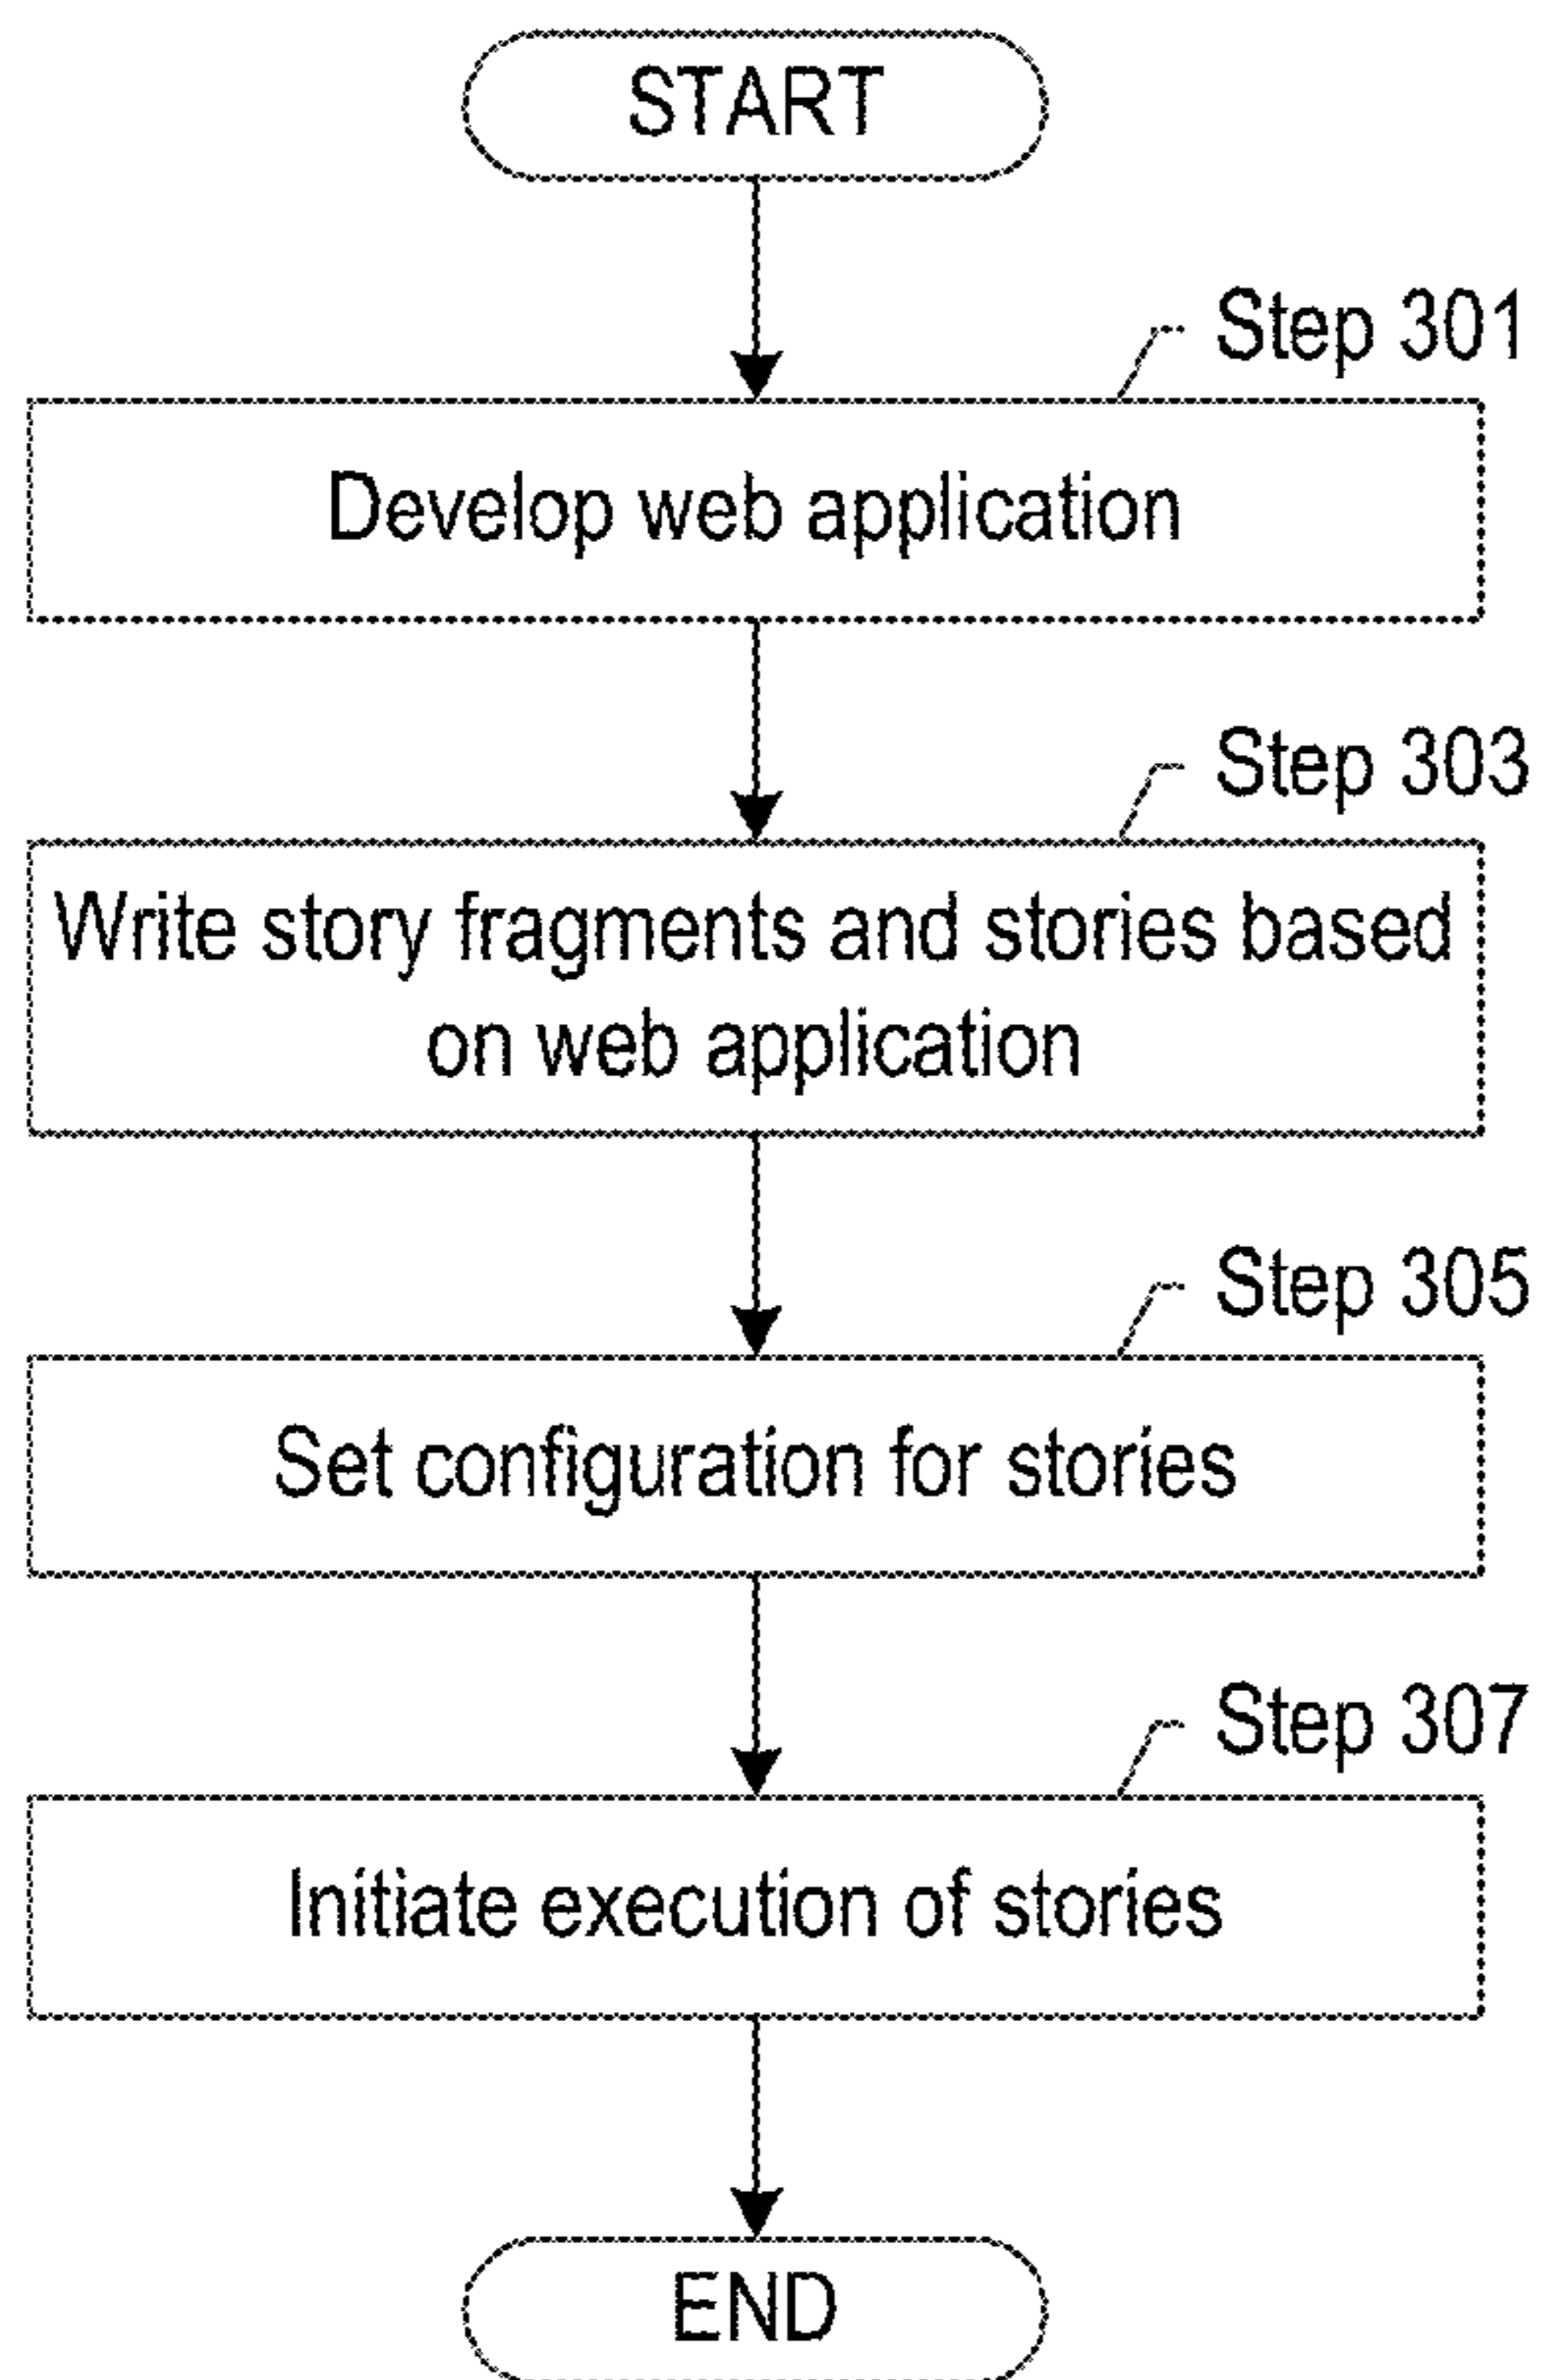 START
Step 301
Develop web application
Step 303
Write story fragments and stories based
on web application
Step 305
Set configuration for stories
Step 307
Initiate execution of stories
END